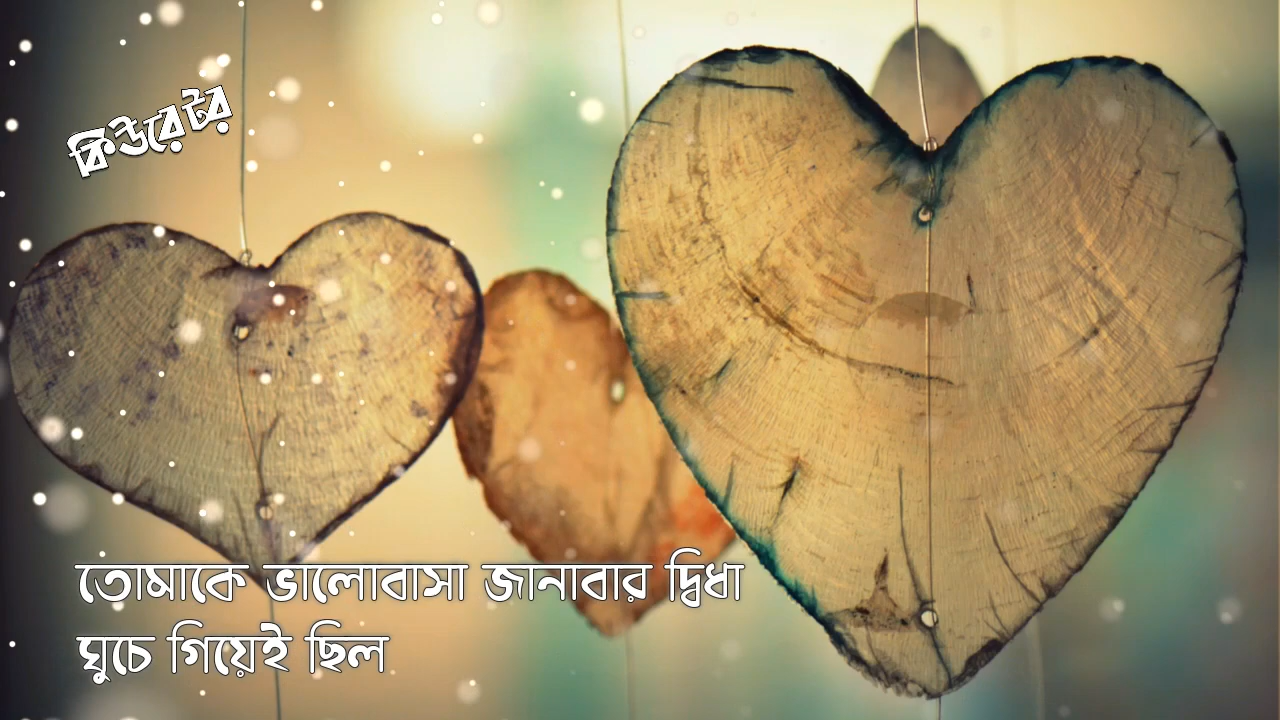 কিউরেটর
তোমাকে ভালোবাসা জানাবার দ্বিধা
ঘুচে গিয়েই ছিল